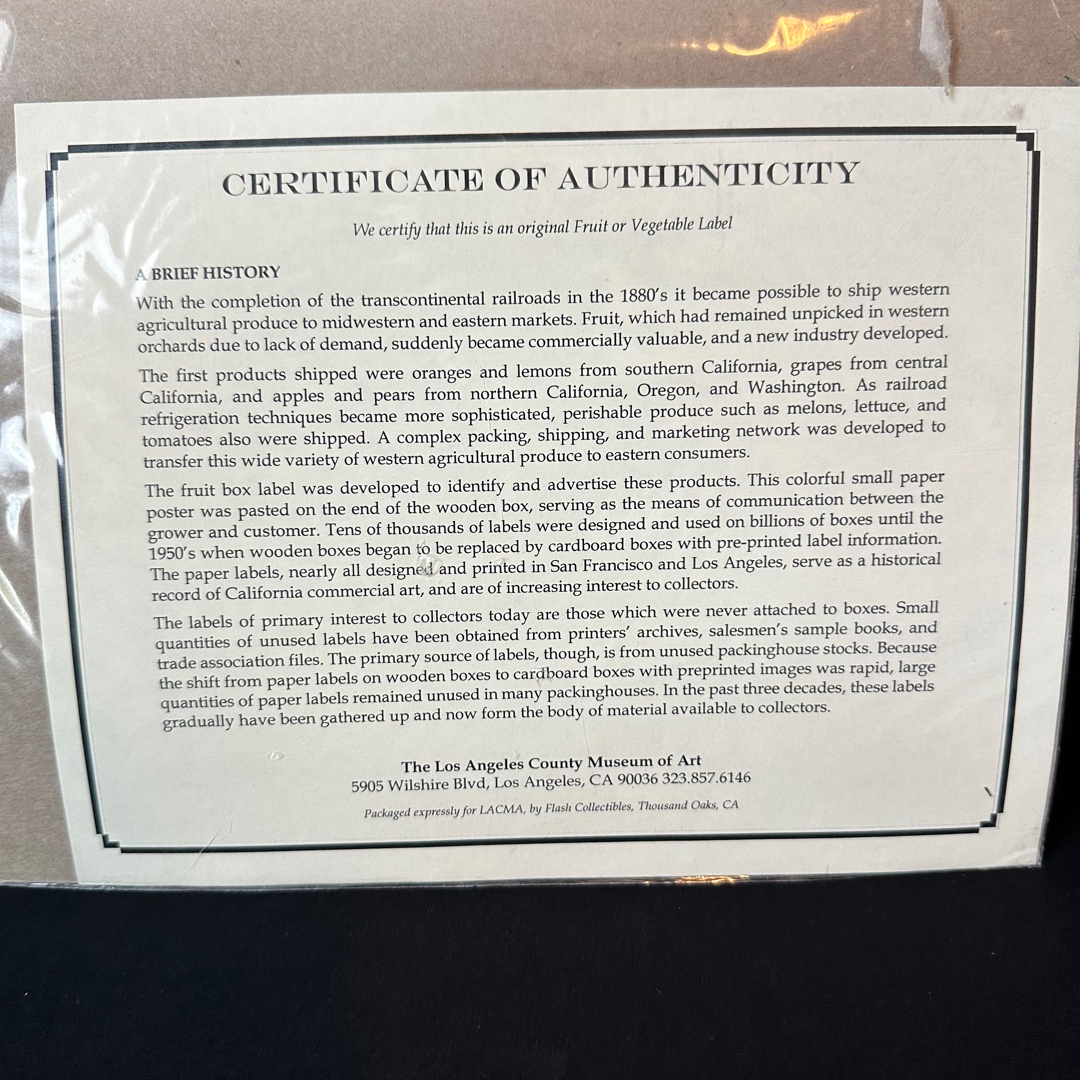 CERTIFICATE OF AUTHENTICITY
We certify that this is an original Fruit or Vegetable Label
A BRIEF HISTORY
With the completion of the transcontinental railroads in the 1880's it became possible to ship western
agricultural produce to midwestern and eastern markets. Fruit, which had remained unpicked in western
orchards due to lack of demand, suddenly became commercially valuable, and a new industry developed.
The first products shipped were oranges and lemons from southern California, grapes from central
California, and apples and pears from northern California, Oregon, and Washington. As railroad
refrigeration techniques became more sophisticated, perishable produce such as melons, lettuce, and
tomatoes also were shipped. A complex packing, shipping, and marketing network was developed to
transfer this wide variety of western agricultural produce to eastern consumers.
The fruit box label was developed to identify and advertise these products. This colorful small paper
poster was pasted on the end of the wooden box, serving as the means of communication between the
grower and customer. Tens of thousands of labels were designed and used on billions of boxes until the
1950's when wooden boxes began to be replaced by cardboard boxes with pre-printed label information.
The paper labels, nearly all designed and printed in San Francisco and Los Angeles, serve as a historical
record of California commercial art, and are of increasing interest to collectors.
The labels of primary interest to collectors today are those which were never attached to boxes. Small
quantities of unused labels have been obtained from printers' archives, salesmen's sample books, and
trade association files. The primary source of labels, though, is from unused packinghouse stocks. Because
the shift from paper labels on wooden boxes to cardboard boxes with preprinted images was rapid, large
quantities of paper labels remained unused in many packinghouses. In the past three decades, these labels
gradually have been gathered up and now form the body of material available to collectors.
The Los Angeles County Museum of Art
5905 Wilshire Blvd, Los Angeles, CA 90036 323.857.6146
Packaged expressly for LACMA, by Flash Collectibles, Thousand Oaks, CA